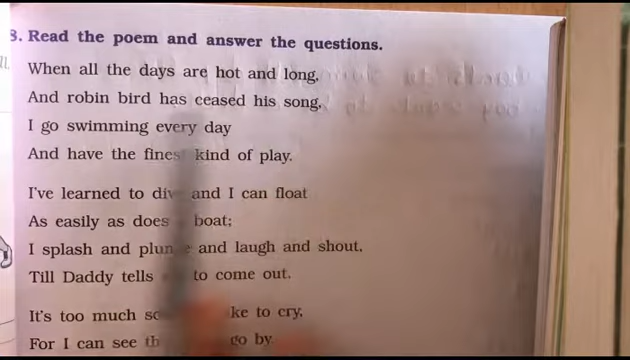 3. Read the poem and answer the questions.
When all the days are hot and long,
And robin bird has ceased his song,
I go swimming every day
And have the finest kind of play.
I've learned to dive and I can float
As easily as does boat;
I splash and plunge and laugh and shout,
Till Daddy tells to come out.
It's too much to cry,
For I can see go by